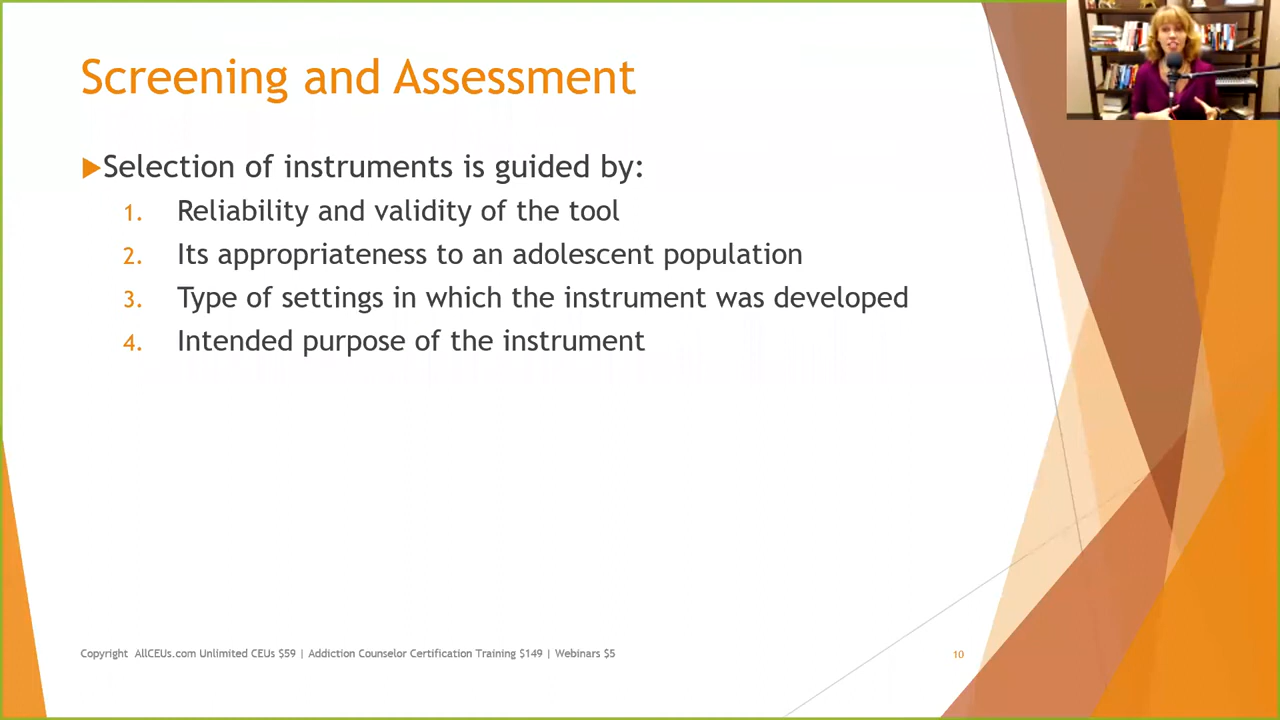 Screening and Assessment
Selection of instruments is guided by:
1. Reliability and validity of the tool
2. Its appropriateness to an adolescent population
3. Type of settings in which the instrument was developed
4. Intended purpose of the instrument
Copyright AllCEUs.com Unlimited CEUs $59 | Addiction Counselor Certification Training $149 | Webinars $5
10